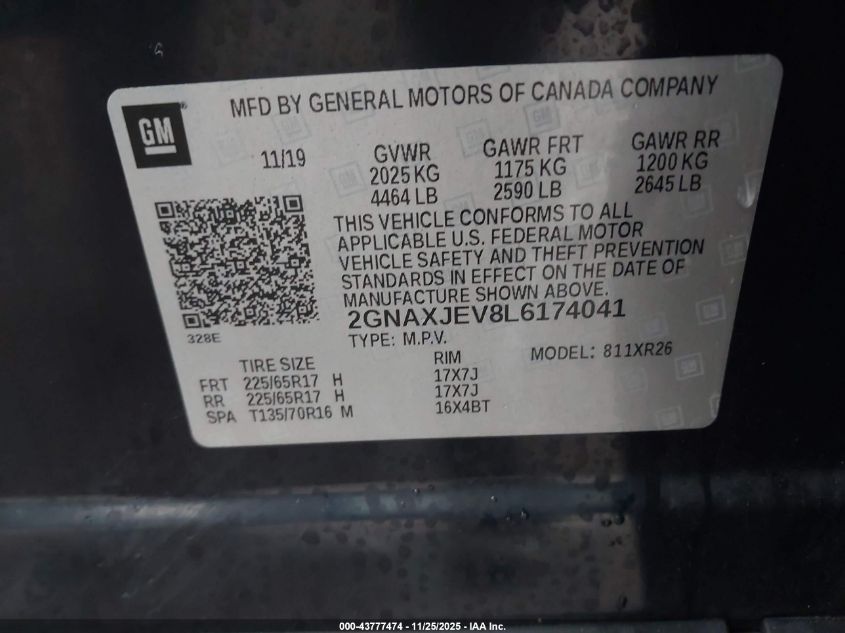 GM ®
MFD BY GENERAL MOTORS OF CANADA COMPANY
11/19 GVWR GAWR FRT GAWR RR
2025 KG 1175 KG 1200 KG
4464 LB 2590 LB 2645 LB
THIS VEHICLE CONFORMS TO ALL
APPLICABLE U.S. FEDERAL MOTOR
VEHICLE SAFETY AND THEFT PREVENTION
STANDARDS IN EFFECT ON THE DATE OF
MANUFACTURE SHOWN ABOVE.
2GNAXJEV8L6174041
328E
TYPE: M.P.V. MODEL: 811XR26
TIRE SIZE RIM
FRT 225/65R17 H 17X7J
RR 225/65R17 H 17X7J
SPA T135/70R16 M 16X4BT
000-43777474 - 11/25/2025 - IAA Inc.